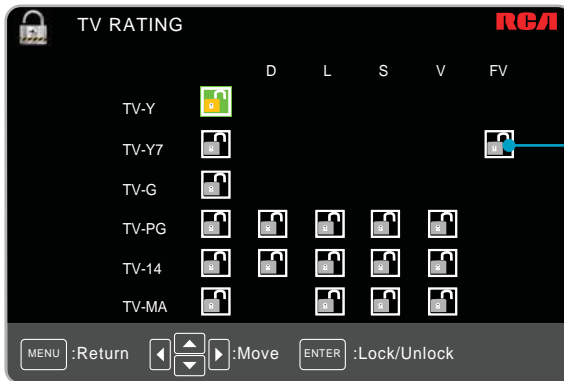 TV RATING
RCA
D L S V FV
TV-Y
TV-Y7
TV-G
TV-PG
TV-14
TV-MA
MENU :Return :Move ENTER :Lock/Unlock